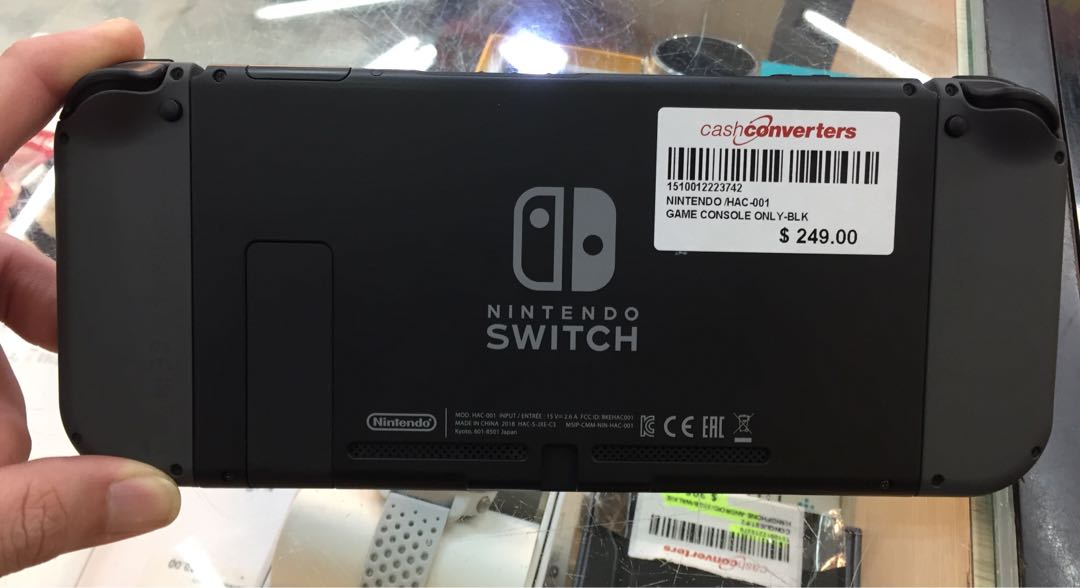 cashconverters
1510012223742
NINTENDO /HAC-001
GAME CONSOLE ONLY-BLK
$ 249.00
NINTENDO
SWITCH
Nintendo
MOD. HAC-001 INPUT / ENTRÉE : 15 V⎓ 2.6 A FCC ID: BKEHAC001
MADE IN CHINA 2018 HAC-S-JXE-C3 MSIP-CMM-NIN-HAC-001
Kyoto, 601-8501 Japan
CE EAC
cashconverters